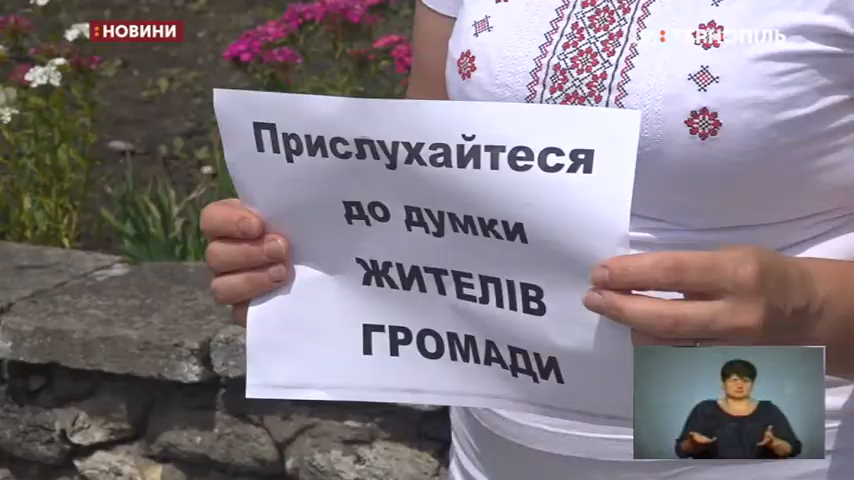 НОВИНИ
ТЕРНОПІЛЬ
Прислухайтеся
до думки
ЖИТЕЛІВ
ГРОМАДИ